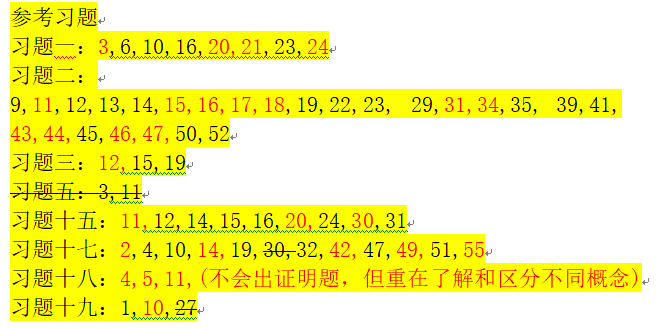 参考习题
习题一：3,6,10,16,20,21,23,24
习题二：
9,11,12,13,14,15,16,17,18,19,22,23, 29,31,34,35, 39,41,
43,44,45,46,47,50,52
习题三：12,15,19
习题五：3,11
习题十五：11,12,14,15,16,20,24,30,31
习题十七：2,4,10,14,19,30,32,42,47,49,51,55
习题十八：4,5,11,(不会出证明题，但重在了解和区分不同概念)
习题十九：1,10,27